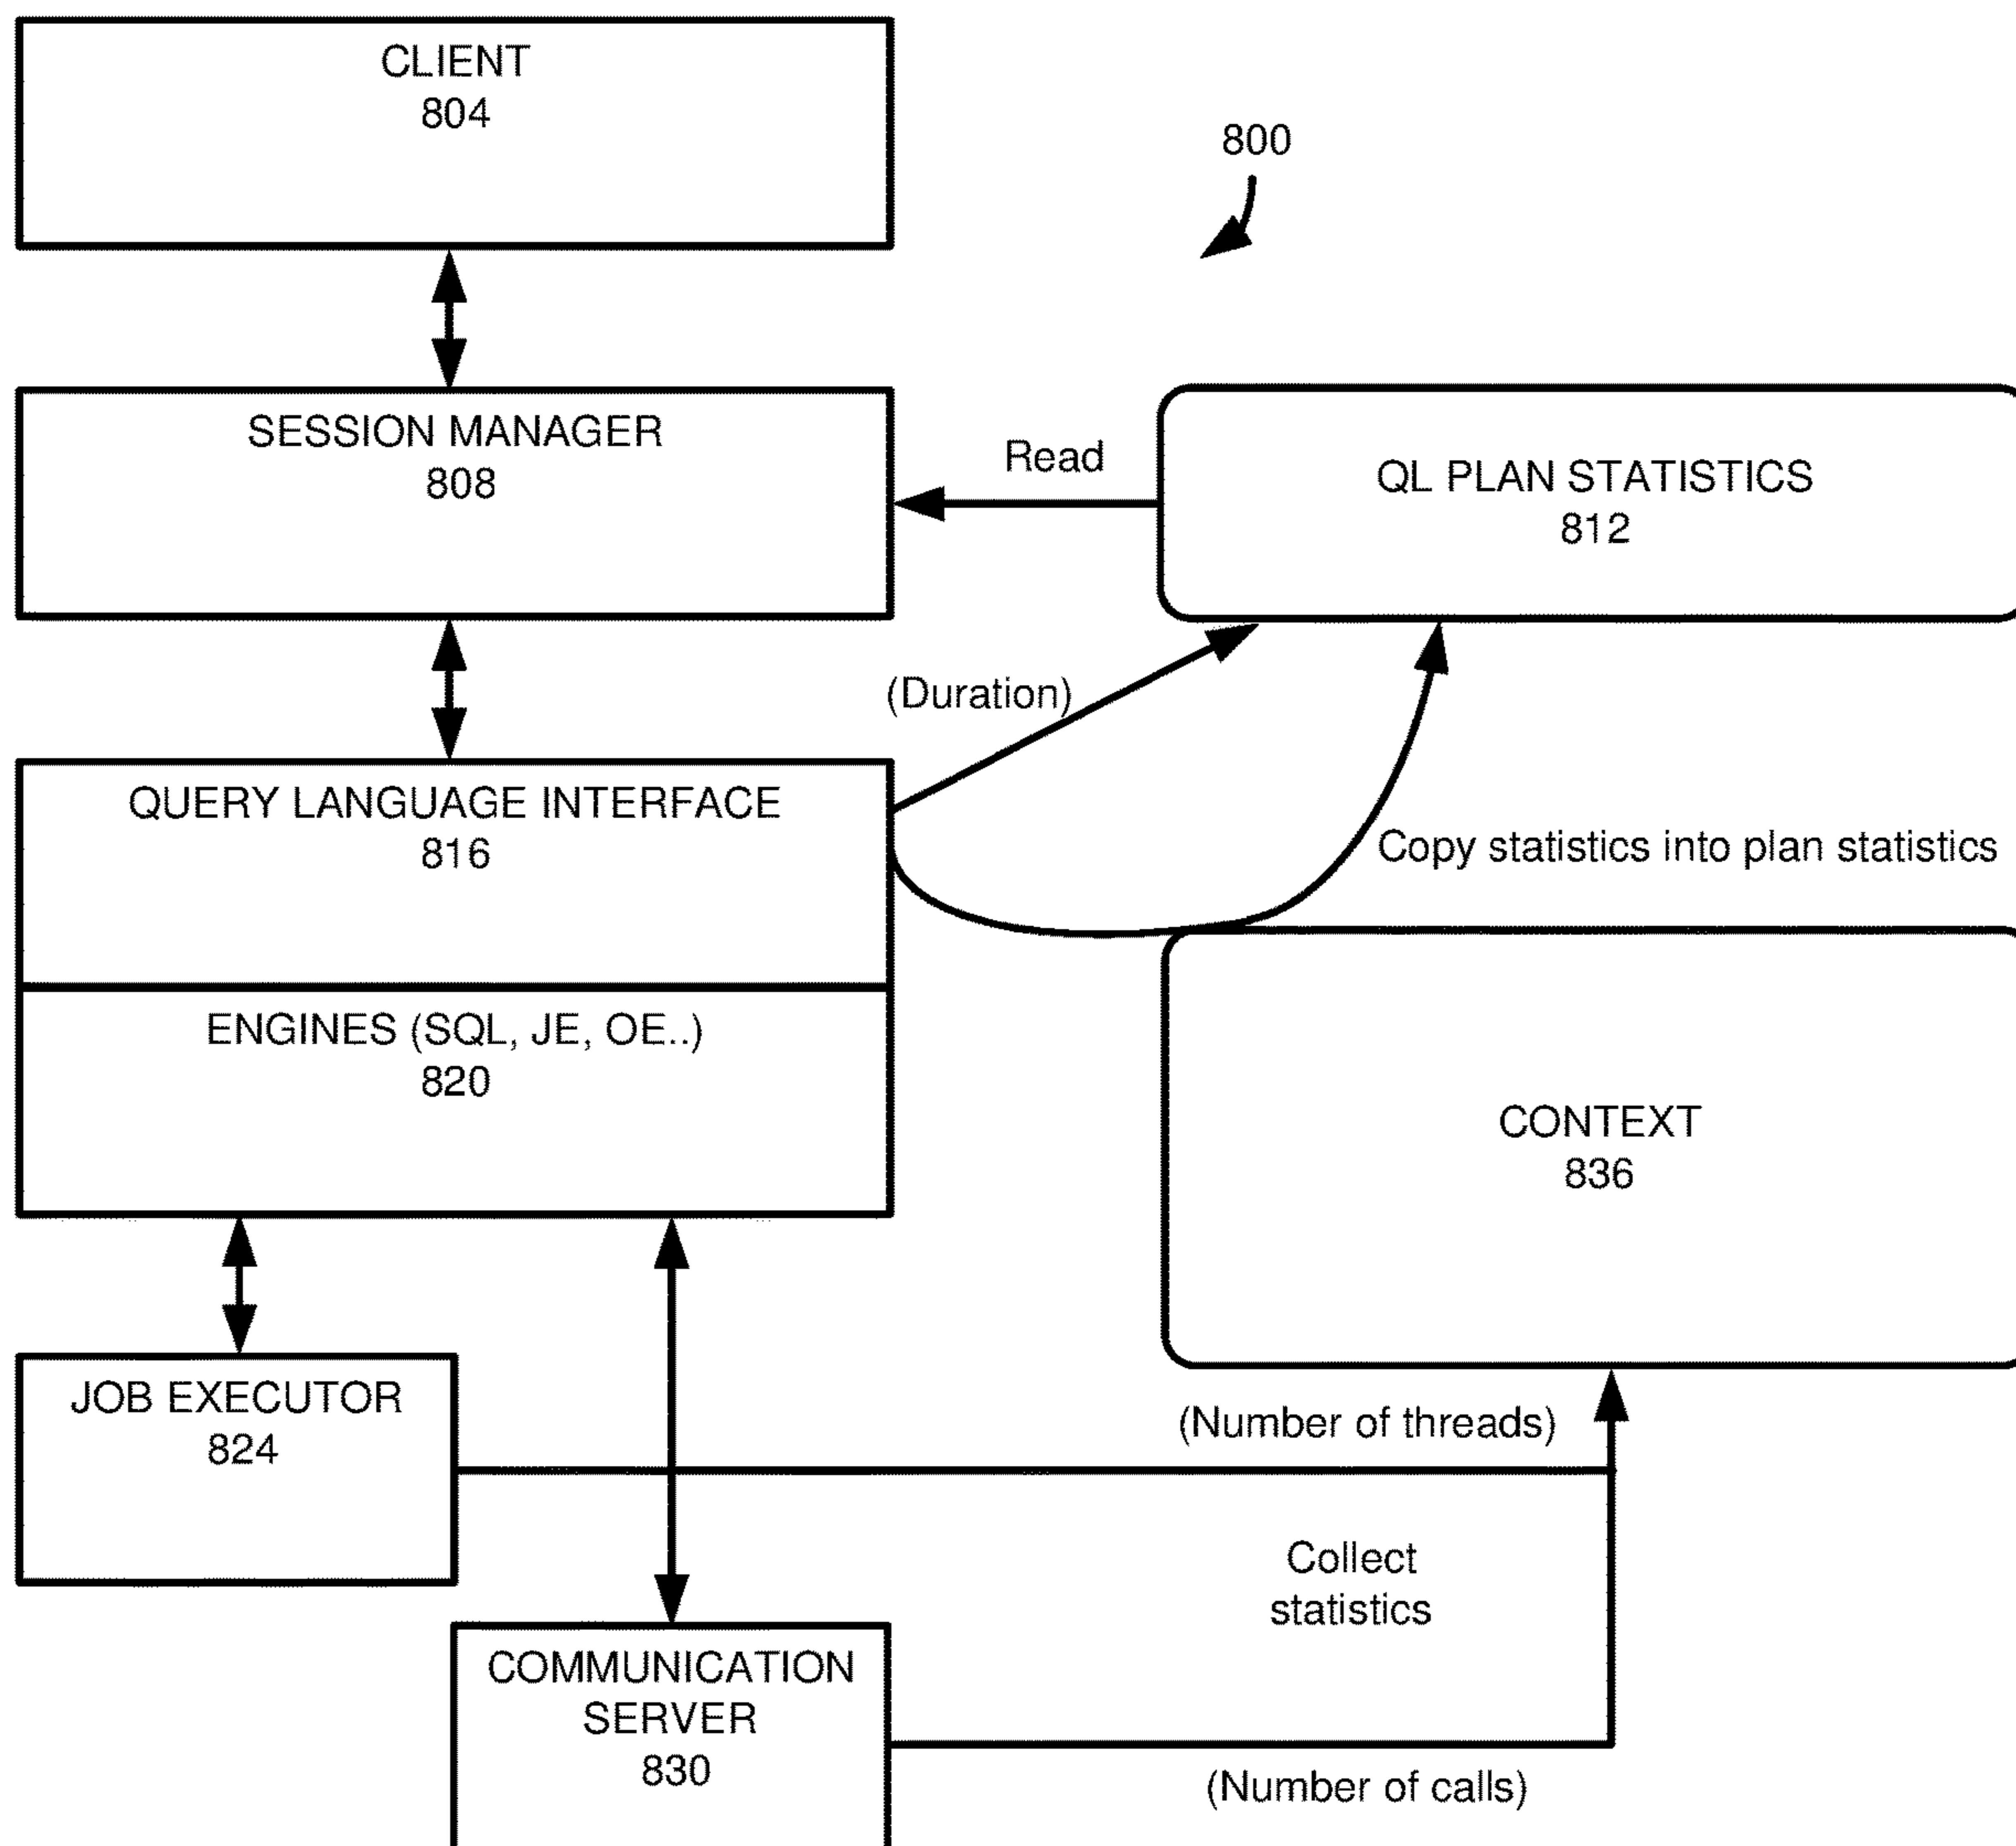 CLIENT
804
800
SESSION MANAGER
808
Read
QL PLAN STATISTICS
812
(Duration)
QUERY LANGUAGE INTERFACE
816
Copy statistics into plan statistics
ENGINES (SQL, JE, OE..)
820
CONTEXT
836
JOB EXECUTOR
824
(Number of threads)
Collect
statistics
COMMUNICATION
SERVER
830
(Number of calls)